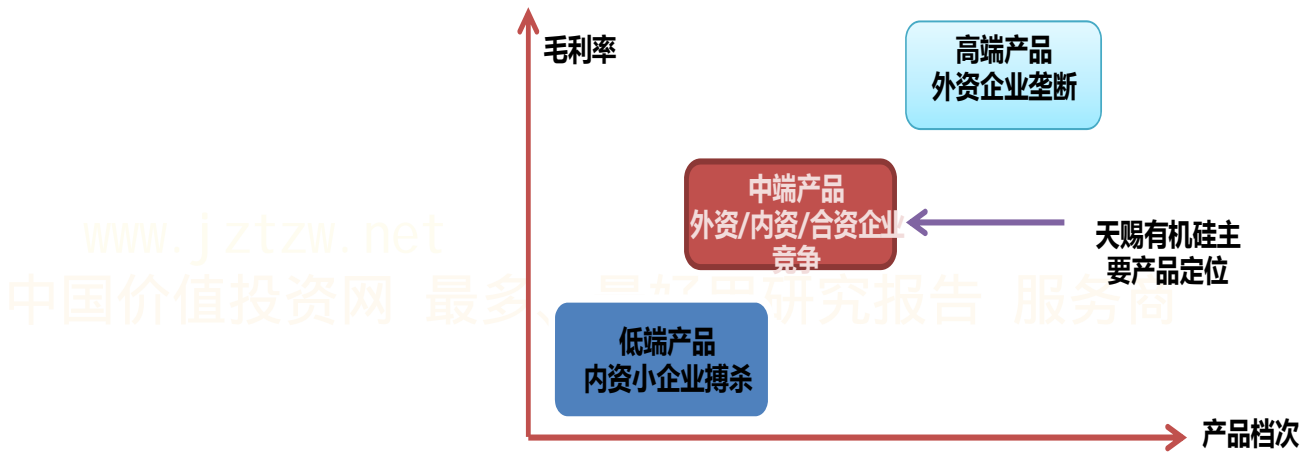 毛利率
高端产品
外资企业垄断
中端产品
外资/内资/合资企业
竞争
天赐有机硅主
要产品定位
www.jztzw.net
中国价值投资网 最多、最好用研究报告 服务商
低端产品
内资小企业搏杀
产品档次